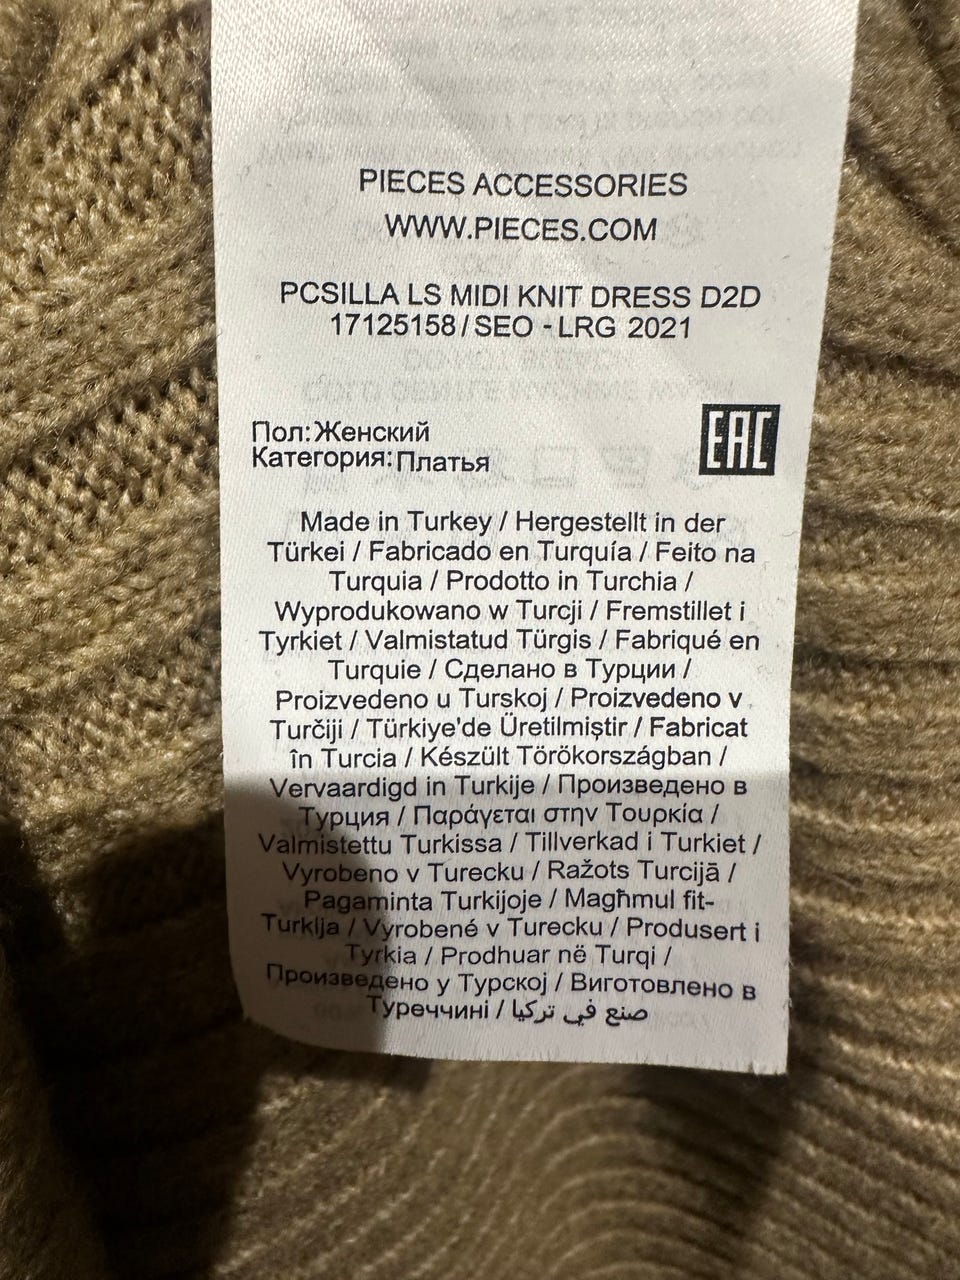 PIECES ACCESSORIES
WWW.PIECES.COM
PCSILLA LS MIDI KNIT DRESS D2D
17125158/SEO - LRG 2021
Пол:Женский
Категория:Платья
EAC
Made in Turkey / Hergestellt in der
Türkei / Fabricado en Turquía / Feito na
Turquia / Prodotto in Turchia /
Wyprodukowano w Turcji / Fremstillet i
Tyrkiet / Valmistatud Türgis / Fabriqué en
Turquie / Сделано в Турции /
Proizvedeno u Turskoj / Proizvedeno v
Turčiji / Türkiye'de Üretilmiştir / Fabricat
în Turcia / Készült Törökországban /
Vervaardigd in Turkije / Произведено в
Турция / Παράγεται στην Τουρκία /
Valmistettu Turkissa / Tillverkad i Turkiet /
Vyrobeno v Turecku / Ražots Turcijā /
Pagaminta Turkijoje / Magħmul fit-
Turkija / Vyrobené v Turecku / Produsert i
Tyrkia / Prodhuar në Turqi /
Произведено у Турској / Виготовлено в
Туреччині / صنع في تركيا